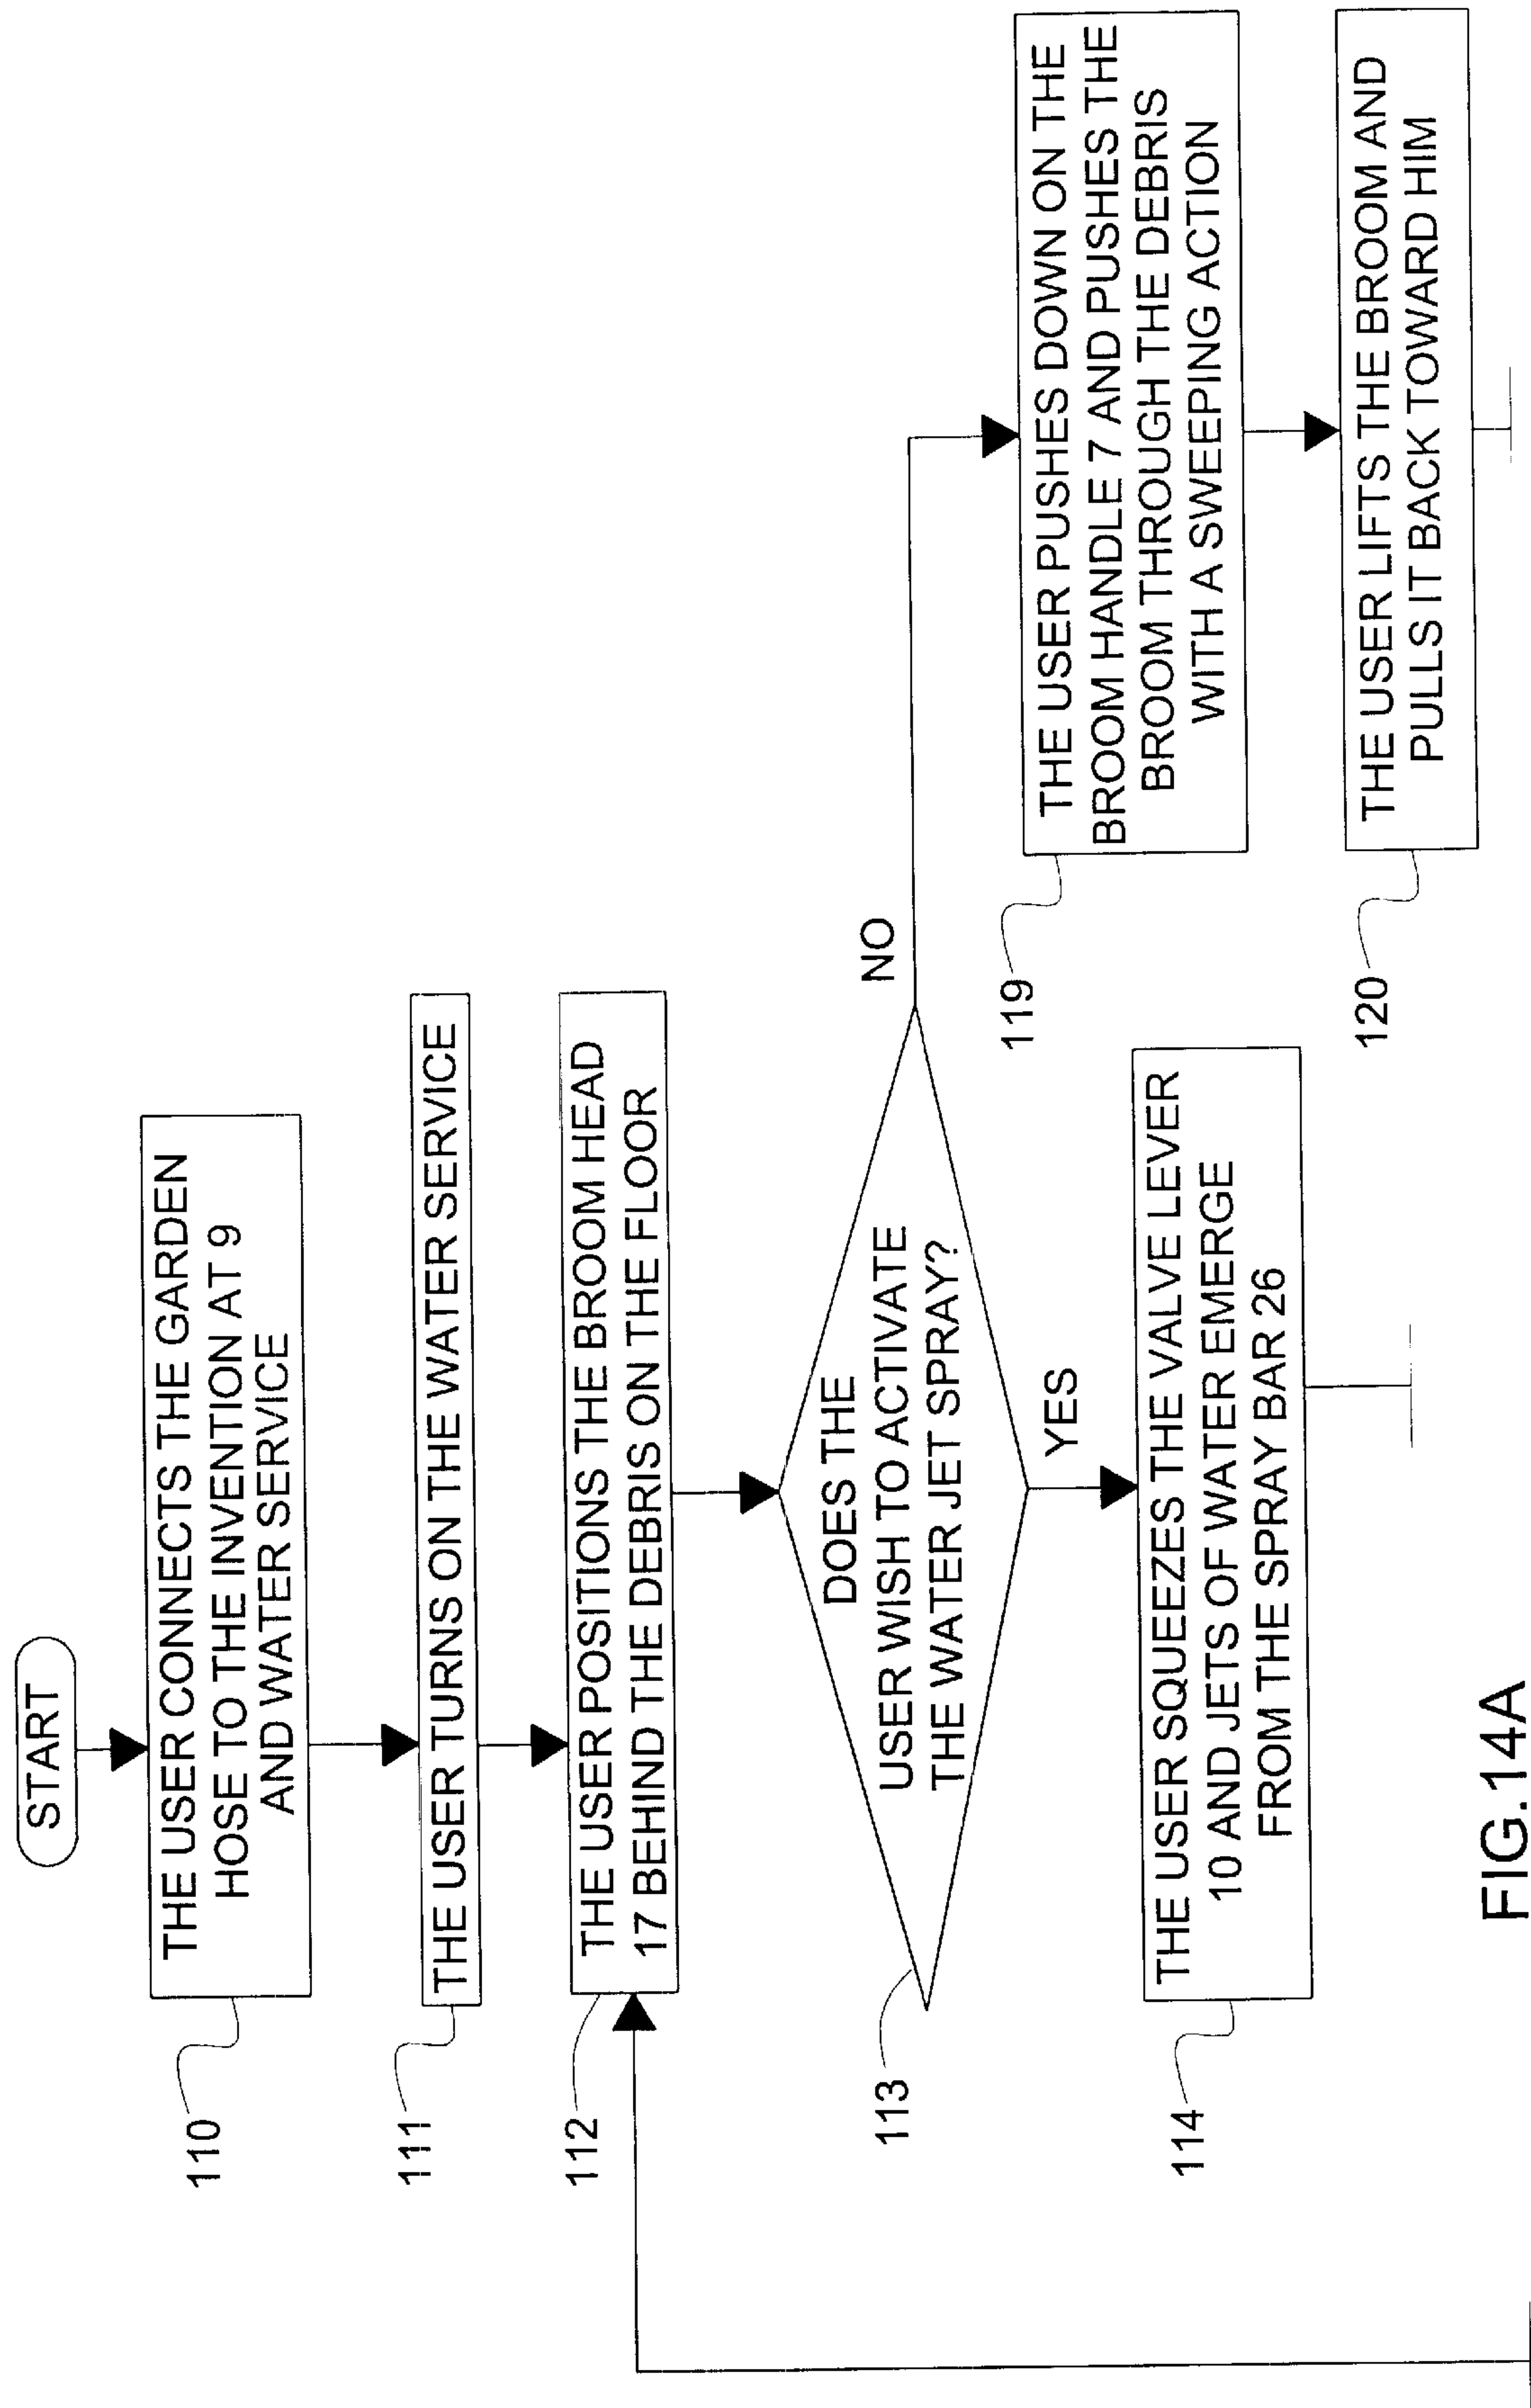 START
THE USER CONNECTS THE GARDEN
HOSE TO THE INVENTION AT 9
AND WATER SERVICE
110
THE USER TURNS ON THE WATER SERVICE
111
THE USER POSITIONS THE BROOM HEAD
17 BEHIND THE DEBRIS ON THE FLOOR
112
DOES THE
USER WISH TO ACTIVATE
THE WATER JET SPRAY?
113
NO
YES
THE USER SQUEEZES THE VALVE LEVER
10 AND JETS OF WATER EMERGE
FROM THE SPRAY BAR 26
114
THE USER PUSHES DOWN ON THE
BROOM HANDLE 7 AND PUSHES THE
BROOM THROUGH THE DEBRIS
WITH A SWEEPING ACTION
119
THE USER LIFTS THE BROOM AND
PULLS IT BACK TOWARD HIM
120
FIG.14A